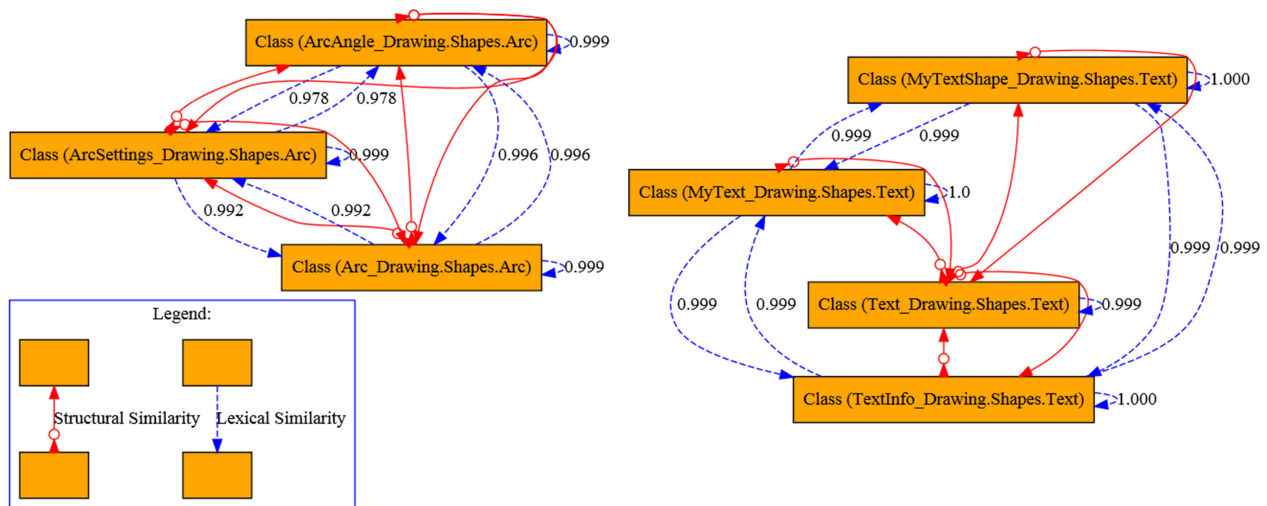 Class (ArcAngle_Drawing.Shapes.Arc)
0.999
0.978
0.978
Class (ArcSettings_Drawing.Shapes.Arc)
0.999
0.996
0.996
0.992
0.992
Class (Arc_Drawing.Shapes.Arc)
0.999
Legend:
Structural Similarity
Lexical Similarity
Class (MyTextShape_Drawing.Shapes.Text)
1.000
0.999
0.999
Class (MyText_Drawing.Shapes.Text)
1.0
0.999
0.999
0.999
0.999
Class (Text_Drawing.Shapes.Text)
0.999
Class (TextInfo_Drawing.Shapes.Text)
1.000